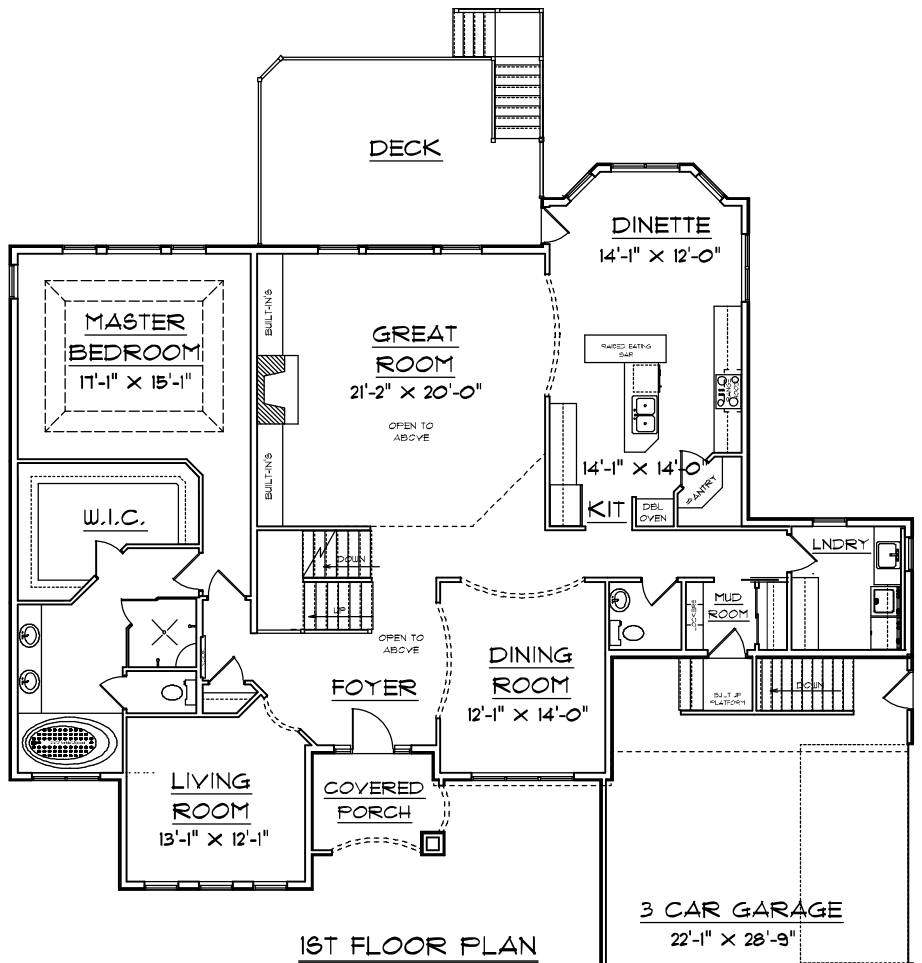 DECK
DINETTE
14'-1" X 12'-0"
BUILT-IN'S
MASTER
BEDROOM
17'-1" X 15'-1"
GREAT
ROOM
21'-2" X 20'-0"
RAISED EATING
BAR
RANGE
HOOD
OPEN TO
ABOVE
BUILT-IN'S
14'-1" X 14'-0"
KIT
PANTRY
DBL
OVEN
W.I.C.
LNDRY
DOWN
UP
LOCKERS
MUD
ROOM
OPEN TO
ABOVE
DINING
ROOM
12'-1" X 14'-0"
FOYER
BUILT UP
PLATFORM
DOWN
LIVING
ROOM
13'-1" X 12'-1"
COVERED
PORCH
3 CAR GARAGE
22'-1" X 28'-9"
1ST FLOOR PLAN